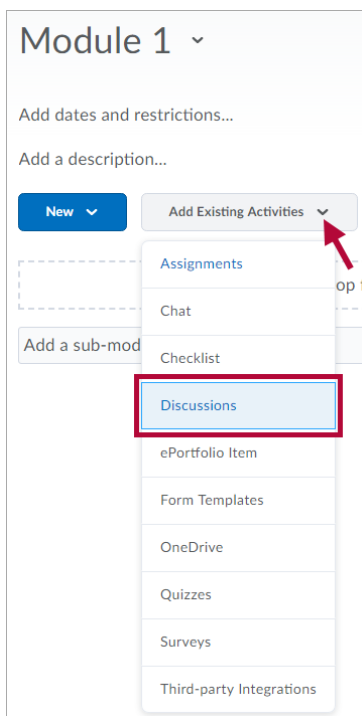 Module 1
Add dates and restrictions...
Add a description...
New
Add Existing Activities
Assignments
op
Chat
Add a sub-mod
Checklist
Discussions
ePortfolio Item
Form Templates
OneDrive
Quizzes
Surveys
Third-party Integrations